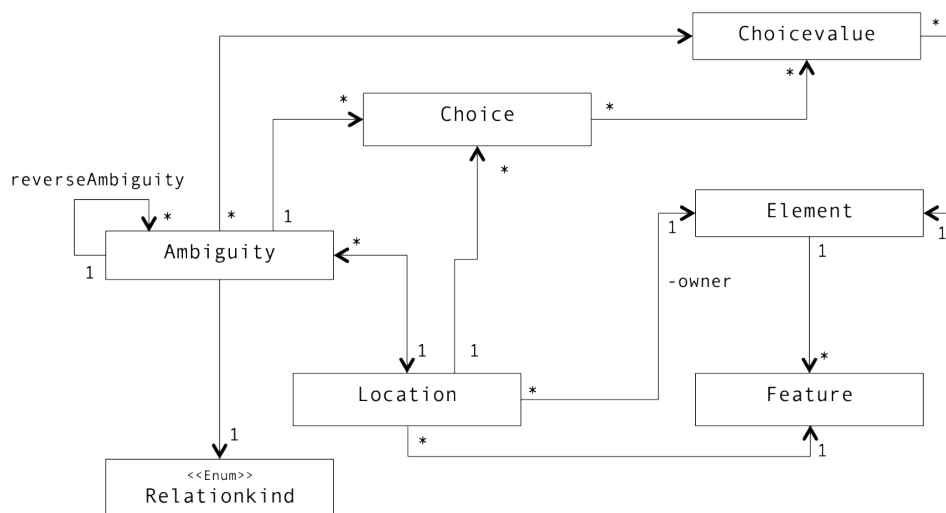 Choicevalue
*
*
*
Choice
*
*
reverseAmbiguity
*
*
*
1
Element
1
1
1
Ambiguity
*
1
-owner
1
1
*
Location
*
Feature
*
1
1
<<Enum>>
Relationkind